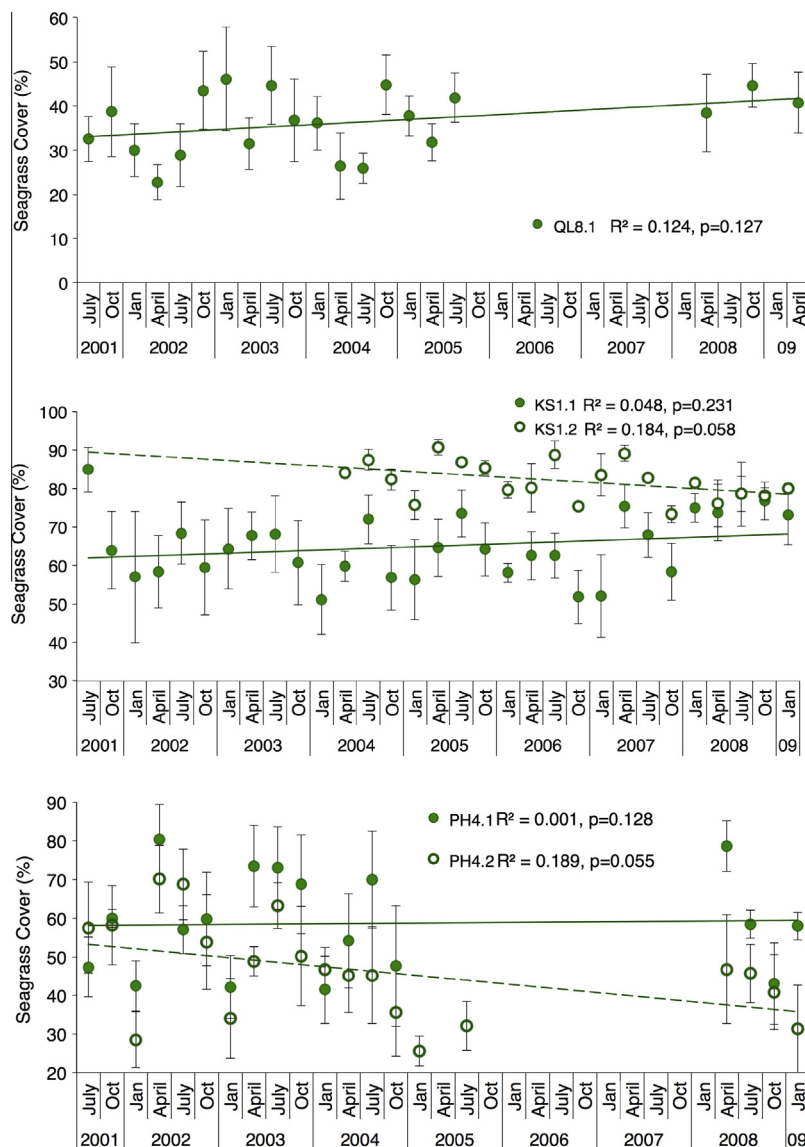 Seagrass Cover (%)
60
50
40
30
20
10
0
QL8.1 R² = 0.124, p=0.127
July Oct Jan April July Oct Jan April July Oct Jan April July Oct Jan April July Oct Jan April July Oct Jan April July Oct Jan April July Oct Jan April
2001 2002 2003 2004 2005 2006 2007 2008 09
Seagrass Cover (%)
KS1.1 R² = 0.048, p=0.231
KS1.2 R² = 0.184, p=0.058
100
90
80
70
60
50
40
30
July Oct Jan April July Oct Jan April July Oct Jan April July Oct Jan April July Oct Jan April July Oct Jan April July Oct Jan April July Oct Jan
2001 2002 2003 2004 2005 2006 2007 2008 09
Seagrass Cover (%)
90
80
70
60
50
40
30
20
PH4.1 R² = 0.001, p=0.128
PH4.2 R² = 0.189, p=0.055
July Oct Jan April July Oct Jan April July Oct Jan April July Oct Jan April July Oct Jan April July Oct Jan April July Oct Jan April July Oct Jan
2001 2002 2003 2004 2005 2006 2007 2008 09